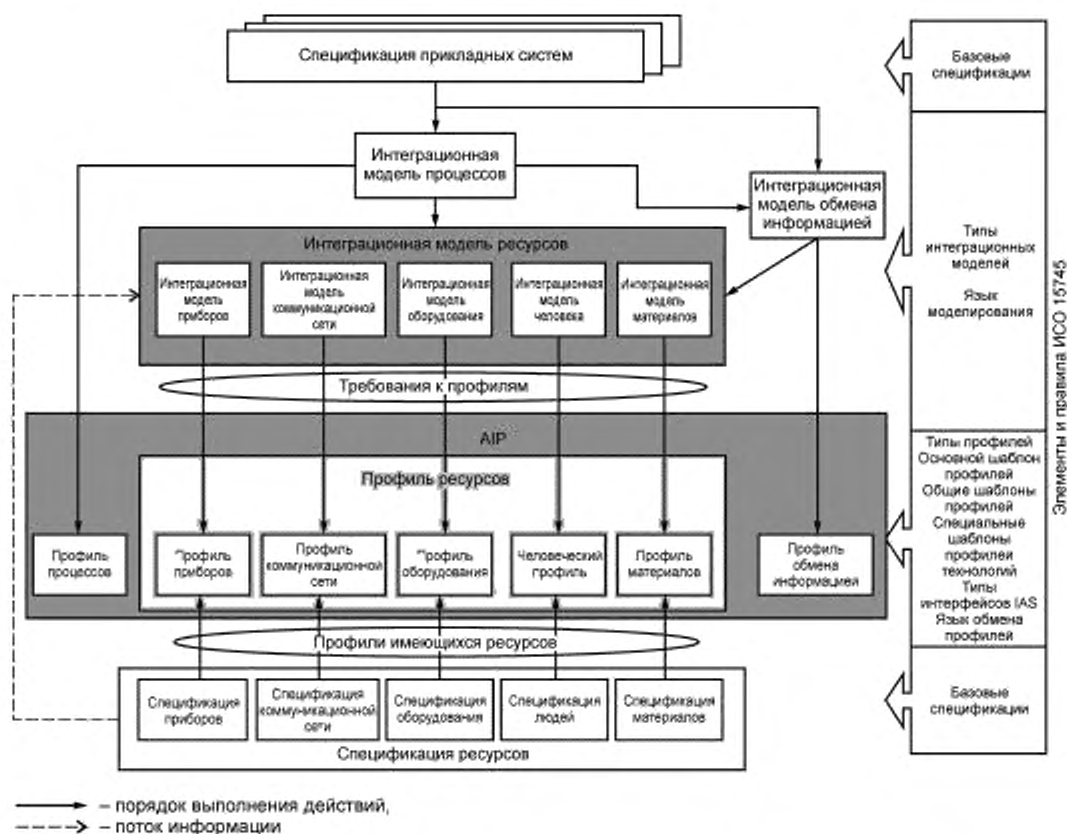 Спецификация прикладных систем
Базовые
спецификации
Интеграционная
модель процессов
Интеграционная
модель обмена
информацией
Интеграционная модель ресурсов
Интеграционная
модель
приборов
Интеграционная
модель
коммуникационной
сети
Интеграционная
модель
оборудования
Интеграционная
модель
человека
Интеграционная
модель
материалов
Типы
интеграционных
моделей
Язык
моделирования
Требования к профилям
AIP
Профиль ресурсов
Профиль
процессов
Профиль
приборов
Профиль
коммуникационной
сети
Профиль
оборудования
Человеческий
профиль
Профиль
материалов
Профиль
обмена
информацией
Типы профилей
Основной шаблон
профилей
Общие шаблоны
профилей
Специальные
шаблоны
профилей
технологий
Типы
интерфейсов IAS
Язык обмена
профилей
Профили имеющихся ресурсов
Спецификация
приборов
Спецификация
коммуникационной
сети
Спецификация
оборудования
Спецификация
людей
Спецификация
материалов
Спецификация ресурсов
Базовые
спецификации
Элементы и правила ИСО 15745
– порядок выполнения действий,
– поток информации